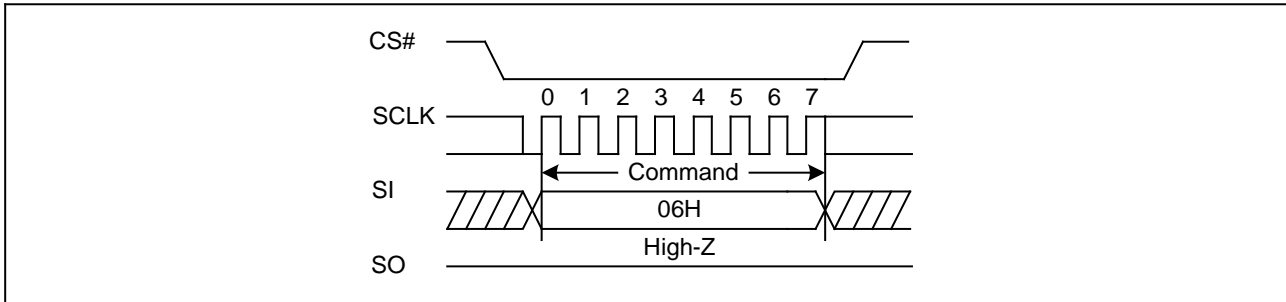 CS#
0 1 2 3 4 5 6 7
SCLK
Command
SI
06H
High-Z
SO